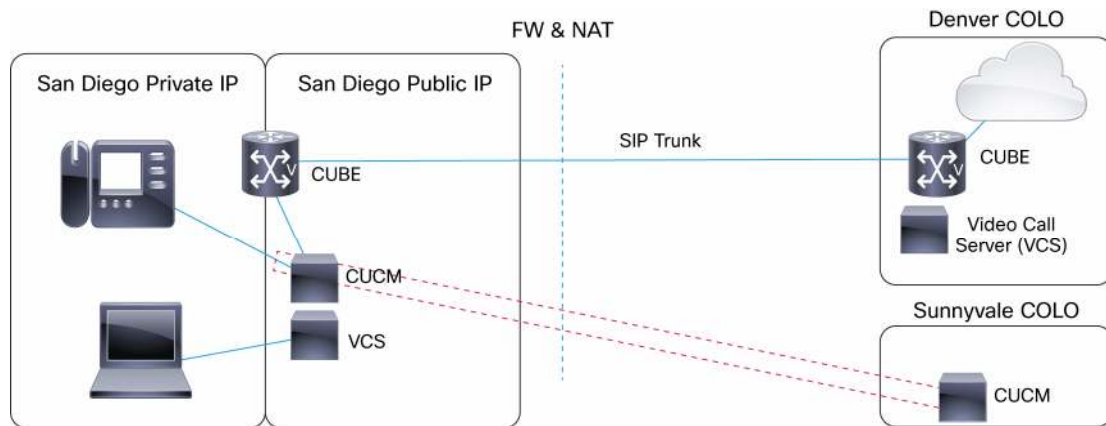 FW & NAT
Denver COLO
San Diego Private IP
San Diego Public IP
SIP Trunk
V
CUBE
V
CUBE
Video Call
Server (VCS)
CUCM
VCS
Sunnyvale COLO
CUCM